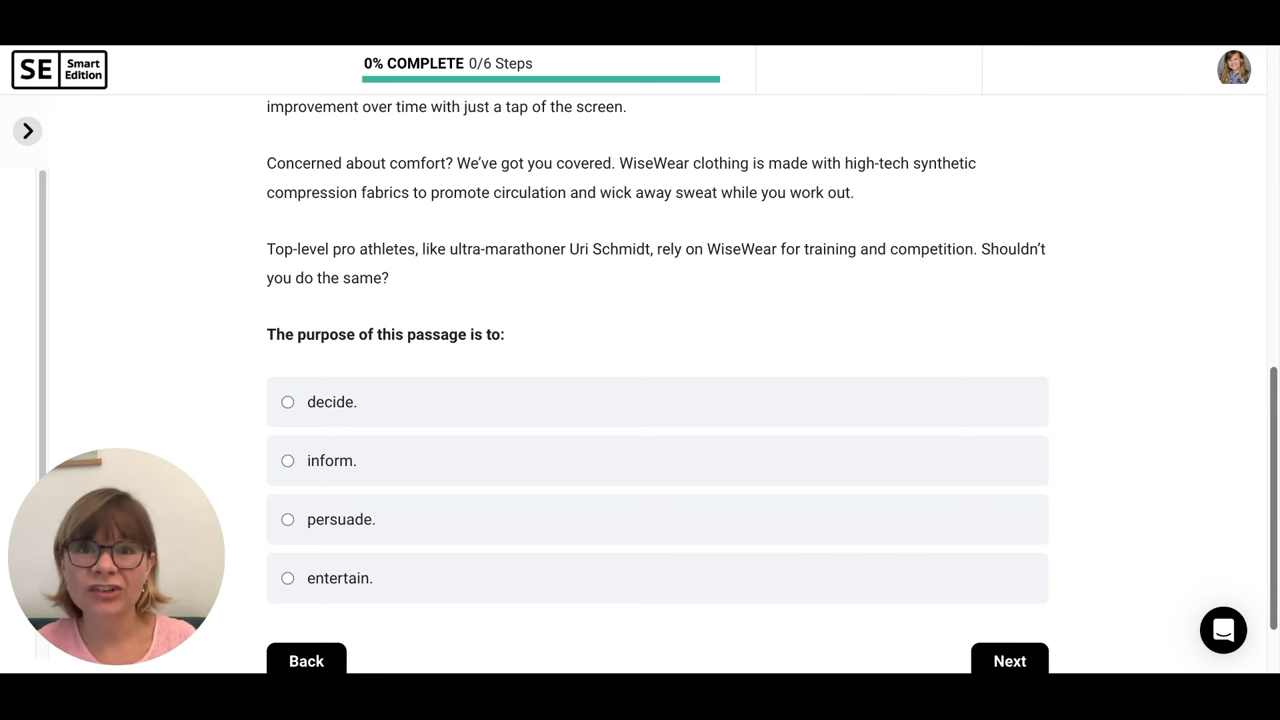 SE Smart Edition
0% COMPLETE 0/6 Steps
improvement over time with just a tap of the screen.
Concerned about comfort? We’ve got you covered. WiseWear clothing is made with high-tech synthetic
compression fabrics to promote circulation and wick away sweat while you work out.
Top-level pro athletes, like ultra-marathoner Uri Schmidt, rely on WiseWear for training and competition. Shouldn’t
you do the same?
The purpose of this passage is to:
decide.
inform.
persuade.
entertain.
Back
Next